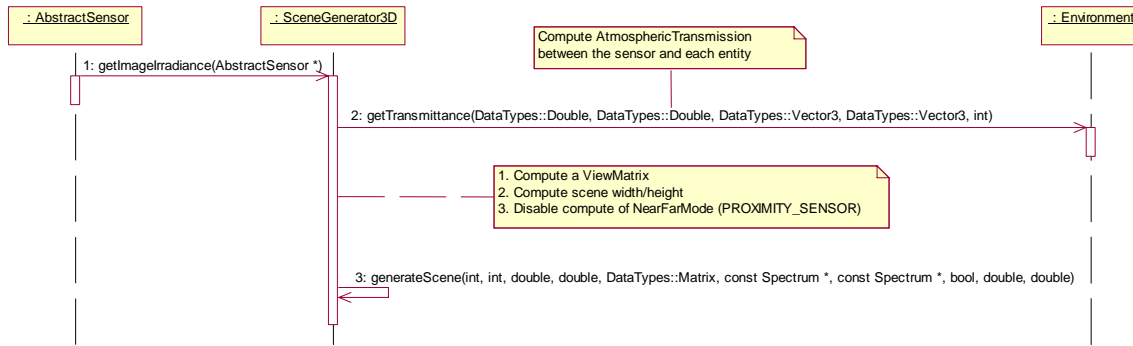 : AbstractSensor
: SceneGenerator3D
: Environment
Compute AtmosphericTransmission
between the sensor and each entity
1: getImageIrradiance(AbstractSensor *)
2: getTransmittance(DataTypes::Double, DataTypes::Double, DataTypes::Vector3, DataTypes::Vector3, int)
1. Compute a ViewMatrix
2. Compute scene width/height
3. Disable compute of NearFarMode (PROXIMITY_SENSOR)
3: generateScene(int, int, double, double, DataTypes::Matrix, const Spectrum *, const Spectrum *, bool, double, double)